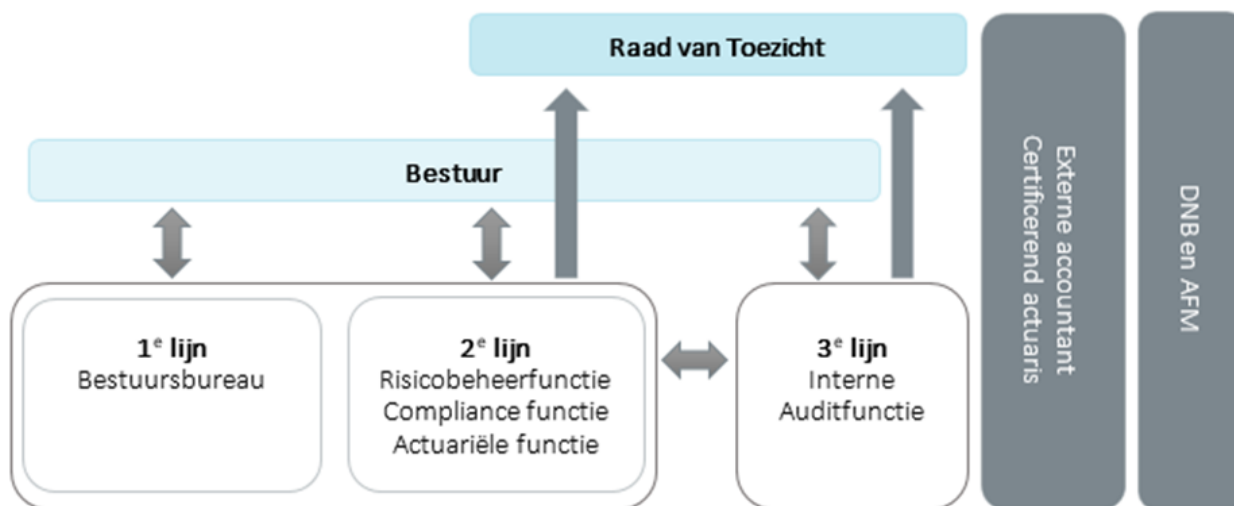 Raad van Toezicht
Bestuur
1e lijn
Bestuursbureau
2e lijn
Risicobeheerfunctie
Compliance functie
Actuariële functie
3e lijn
Interne
Auditfunctie
Externe accountant
Certificerend actuaris
DNB en AFM